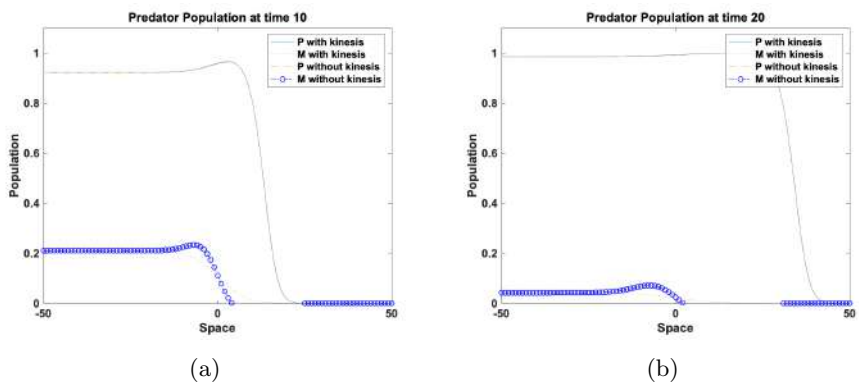 Predator Population at time 10
P with kinesis
M with kinesis
P without kinesis
M without kinesis
1
0.8
0.6
0.4
0.2
0
Population
-50
0
50
Space
(a)
Predator Population at time 20
P with kinesis
M with kinesis
P without kinesis
M without kinesis
1
0.8
0.6
0.4
0.2
0
Population
-50
0
50
Space
(b)